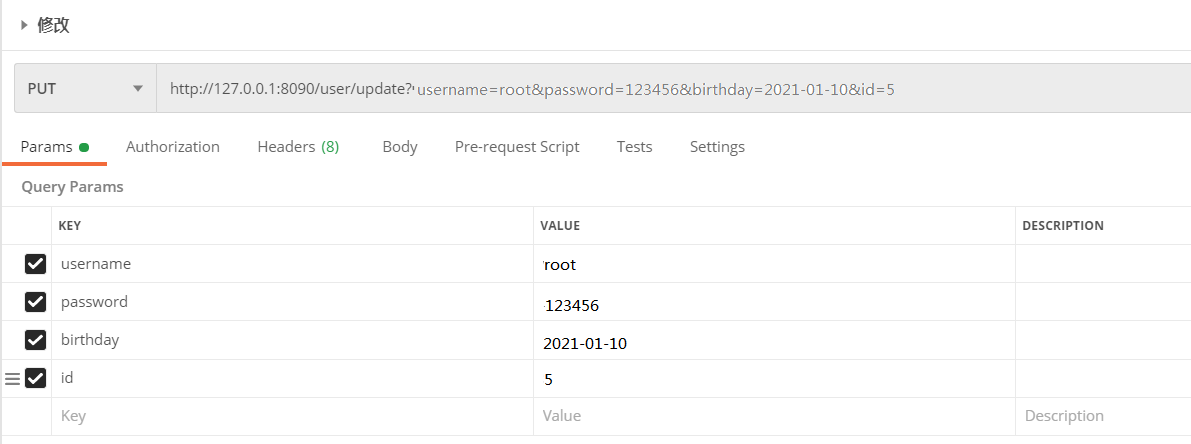 修改
PUT http://127.0.0.1:8090/user/update?username=root&password=123456&birthday=2021-01-10&id=5
Params Authorization Headers (8) Body Pre-request Script Tests Settings
Query Params
KEY VALUE DESCRIPTION
username root
password 123456
birthday 2021-01-10
id 5
Key Value Description